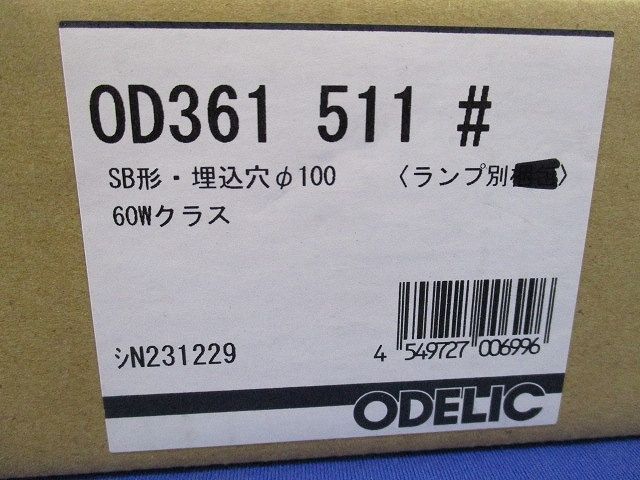 OD361 511 #
SB形・埋込穴φ100 〈ランプ別〉
60Wクラス
シN231229
4 549727 006996
ODELIC